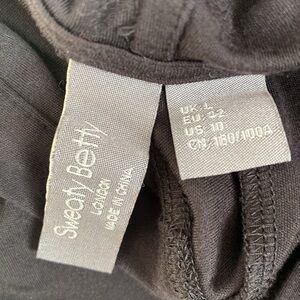 Sweaty Betty
LONDON
MADE IN CHINA
UK L
EU 42
US 10
CN 180/100A